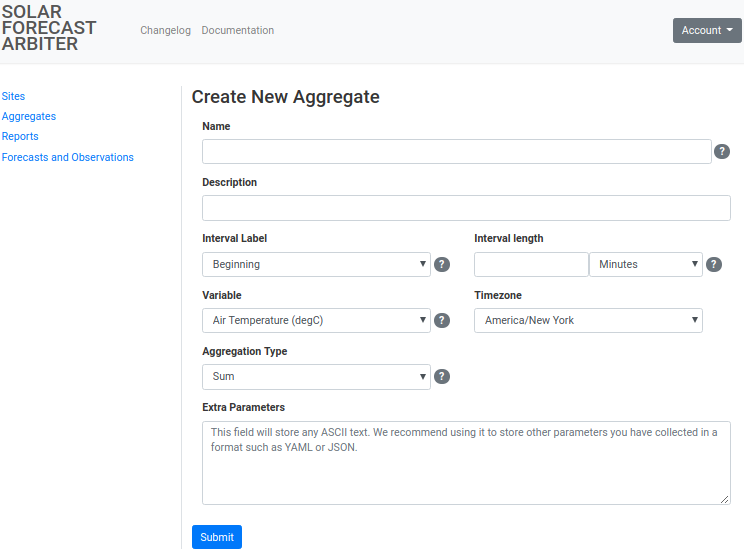 SOLAR
FORECAST
ARBITER
Changelog Documentation
Account
Sites
Aggregates
Reports
Forecasts and Observations
Create New Aggregate
Name
?
Description
Interval Label Interval length
Beginning ? Minutes ?
Variable Timezone
Air Temperature (degC) ? America/New York
Aggregation Type
Sum ?
Extra Parameters
This field will store any ASCII text. We recommend using it to store other parameters you have collected in a
format such as YAML or JSON.
Submit